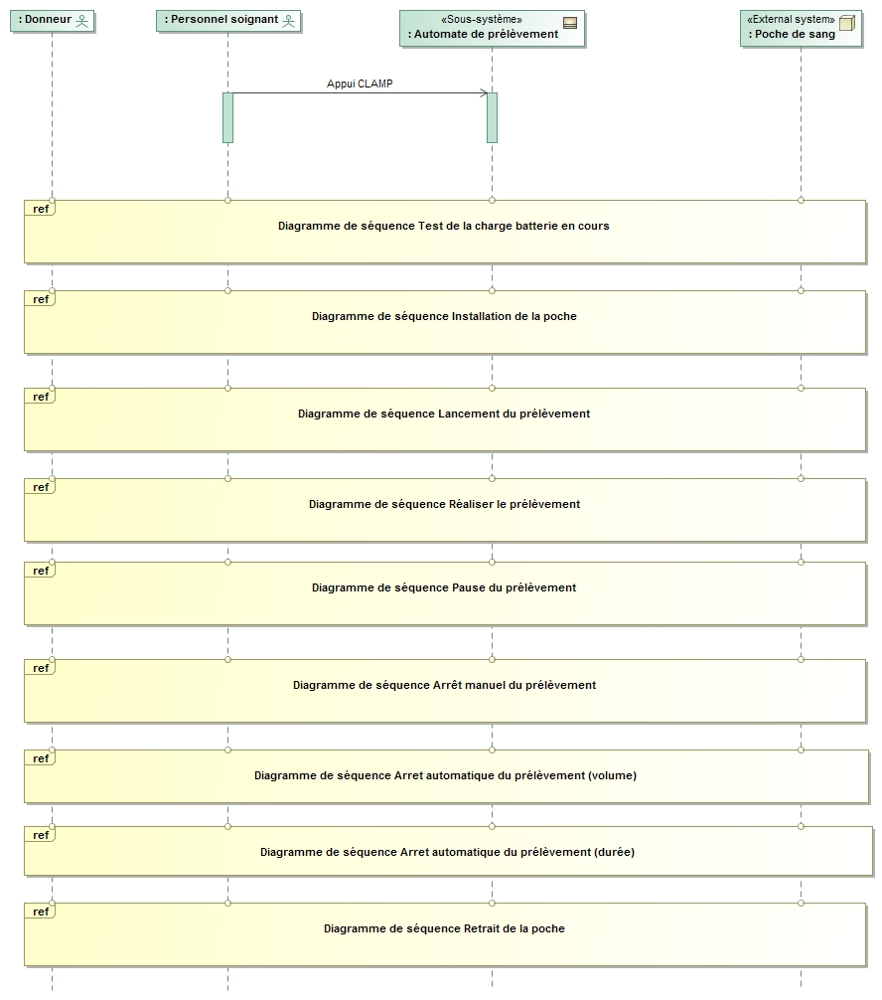 : Donneur
: Personnel soignant
«Sous-système»
: Automate de prélèvement
«External system»
: Poche de sang
Appui CLAMP
ref
Diagramme de séquence Test de la charge batterie en cours
ref
Diagramme de séquence Installation de la poche
ref
Diagramme de séquence Lancement du prélèvement
ref
Diagramme de séquence Réaliser le prélèvement
ref
Diagramme de séquence Pause du prélèvement
ref
Diagramme de séquence Arrêt manuel du prélèvement
ref
Diagramme de séquence Arret automatique du prélèvement (volume)
ref
Diagramme de séquence Arret automatique du prélèvement (durée)
ref
Diagramme de séquence Retrait de la poche